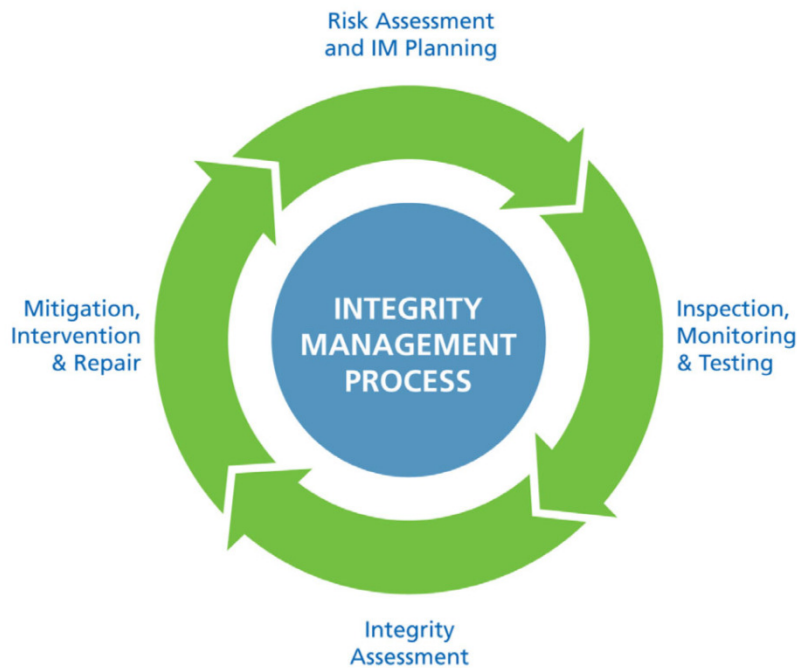 Risk Assessment
and IM Planning
Inspection,
Monitoring
& Testing
Integrity
Assessment
Mitigation,
Intervention
& Repair
INTEGRITY
MANAGEMENT
PROCESS